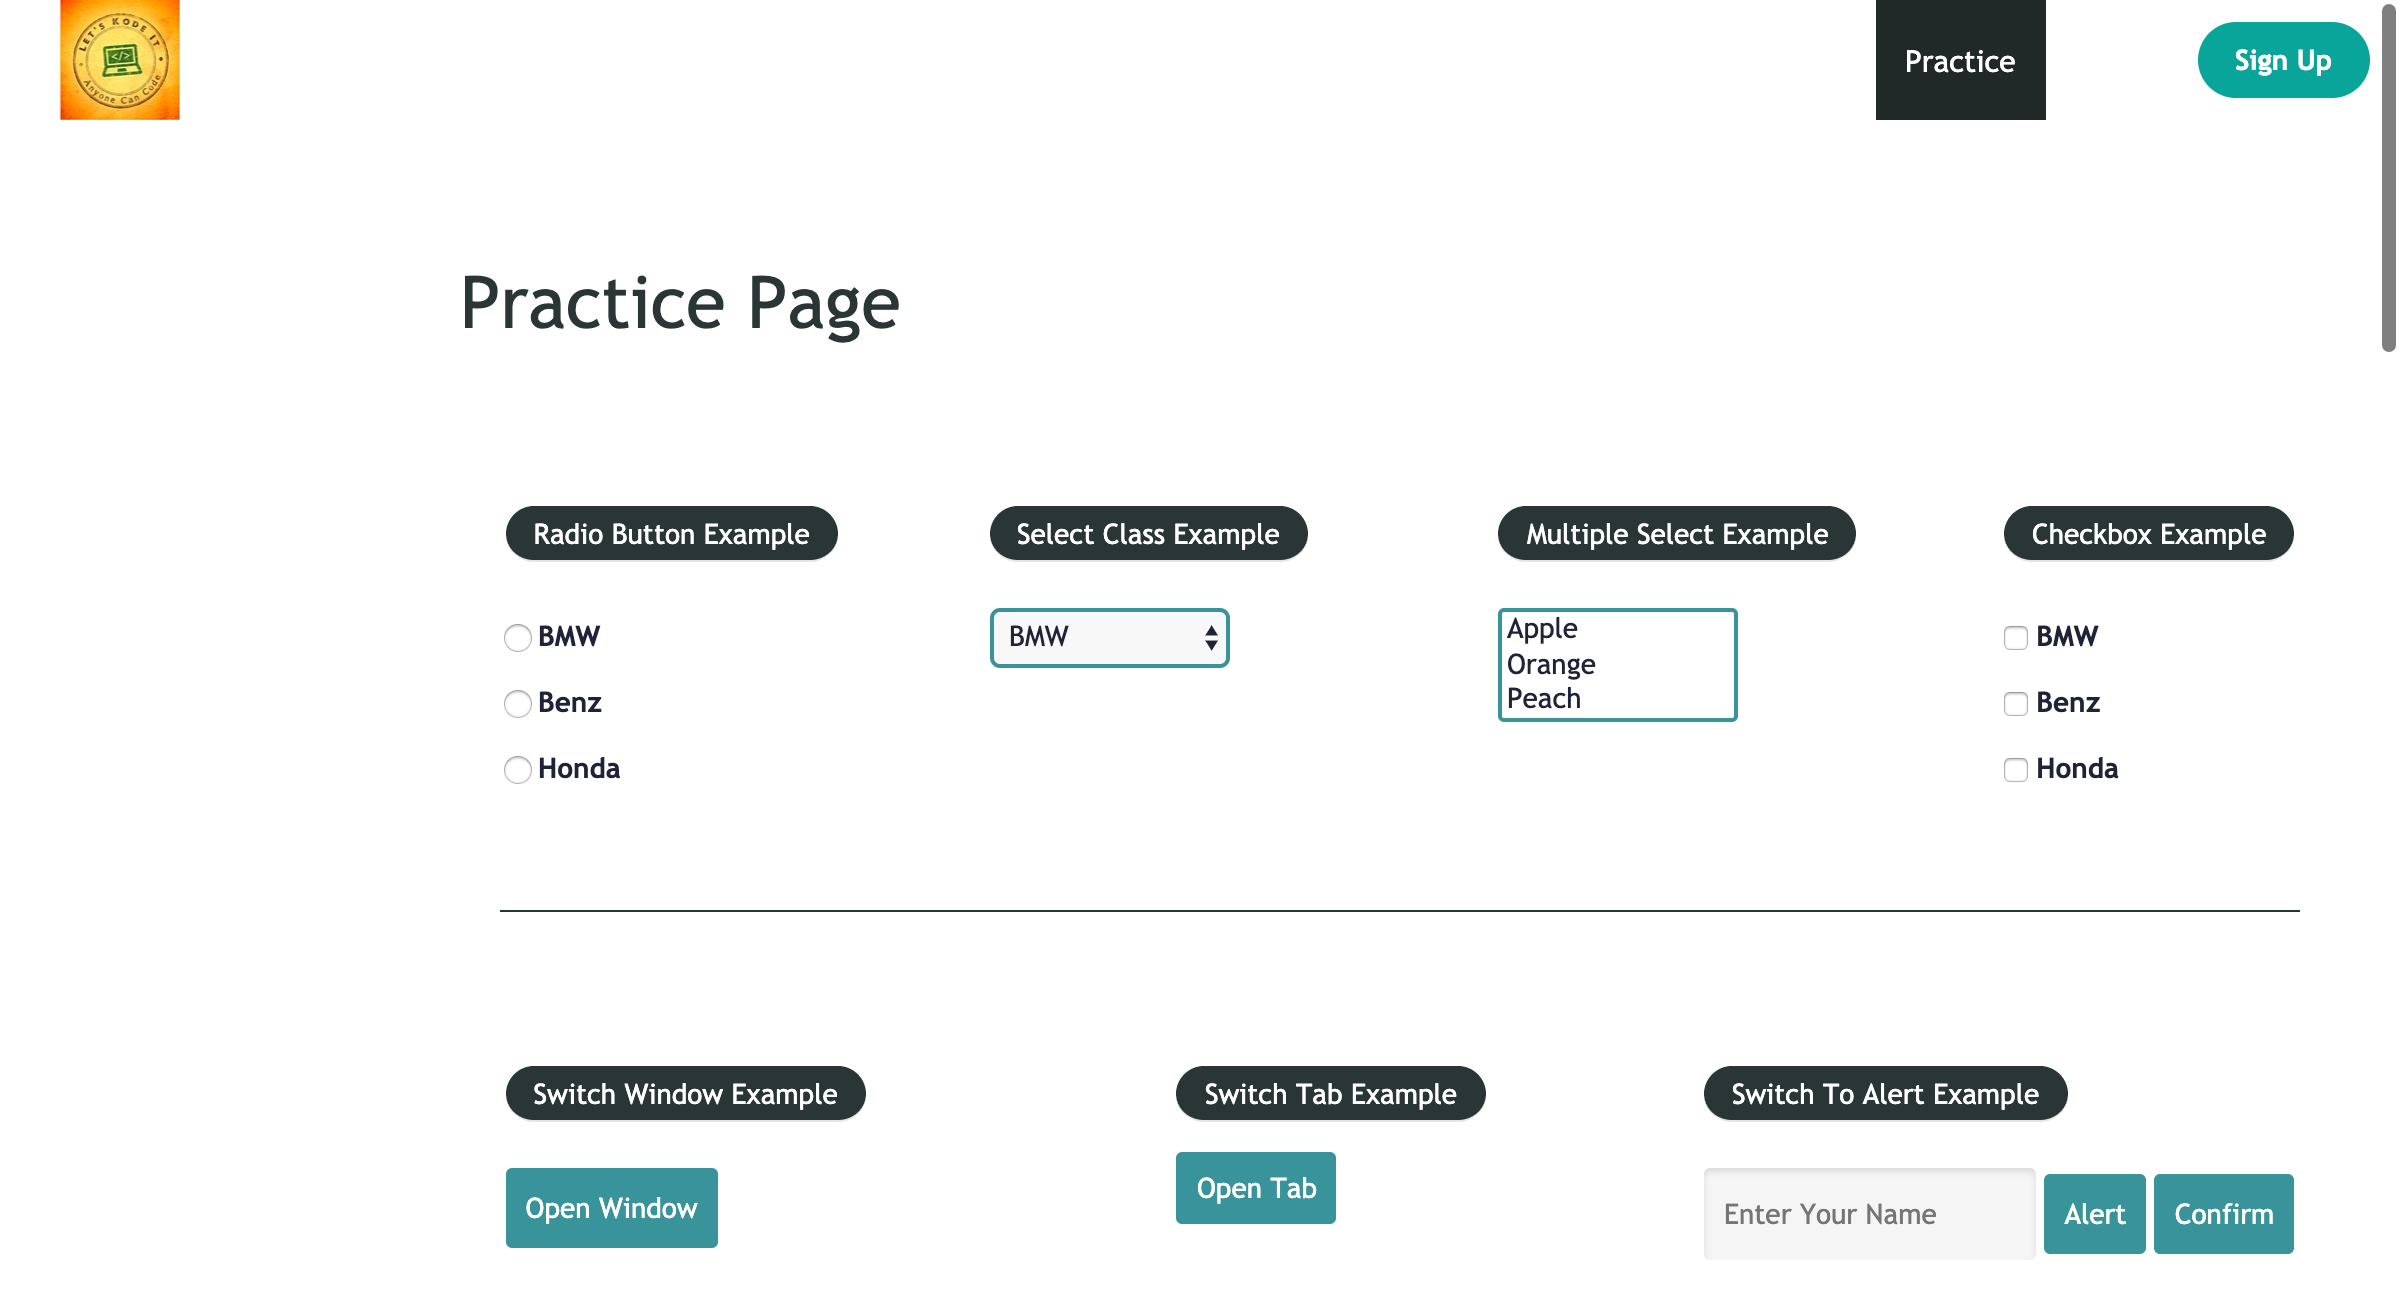 LET'S KODE IT
</>
Anyone Can Code
Practice
Sign Up
Practice Page
Radio Button Example
Select Class Example
Multiple Select Example
Checkbox Example
BMW
Benz
Honda
BMW
Apple
Orange
Peach
BMW
Benz
Honda
Switch Window Example
Switch Tab Example
Switch To Alert Example
Open Window
Open Tab
Enter Your Name
Alert
Confirm